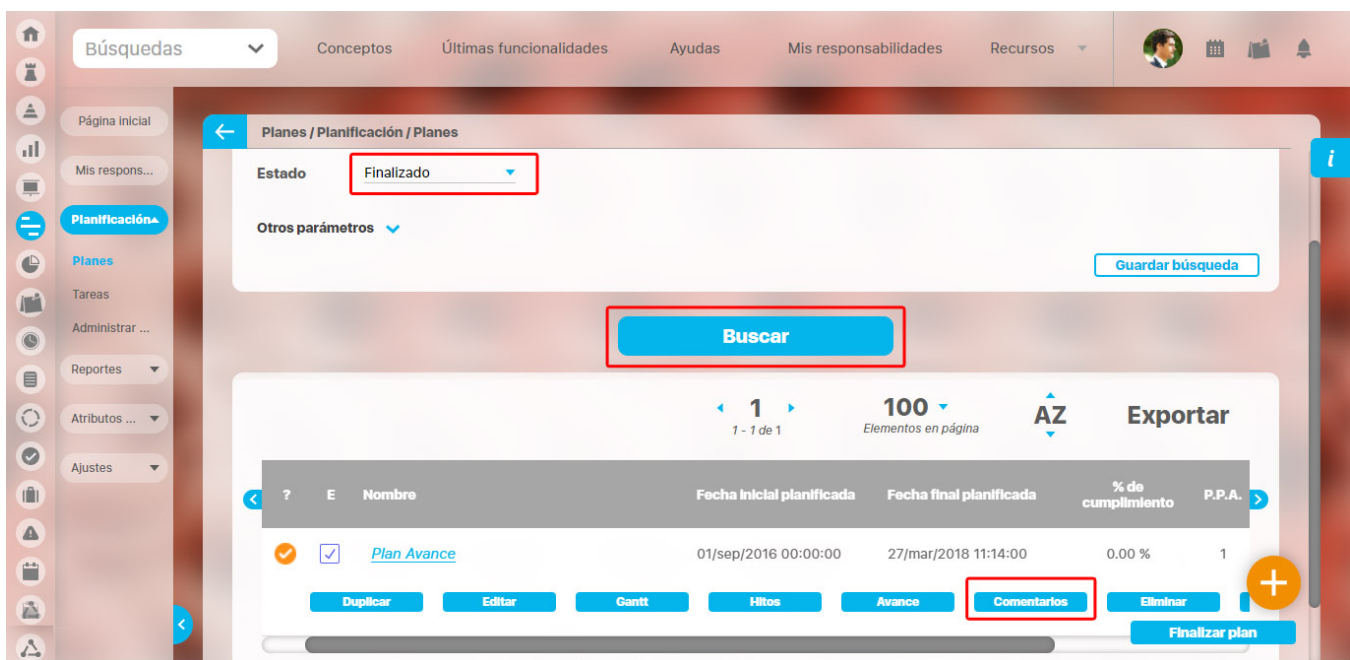 Búsquedas
Conceptos
Últimas funcionalidades
Ayudas
Mis responsabilidades
Recursos
Página inicial
Mis respons...
Planificación
Planes
Tareas
Administrar ...
Reportes
Atributos ...
Ajustes
Planes / Planificación / Planes
i
Estado
Finalizado
Otros parámetros
Guardar búsqueda
Buscar
1
1 - 1 de 1
100
Elementos en página
AZ
Exportar
? E Nombre Fecha inicial planificada Fecha final planificada % de cumplimiento P.P.A.
Plan Avance 01/sep/2016 00:00:00 27/mar/2018 11:14:00 0.00 % 1
Duplicar Editar Gantt Hitos Avance Comentarios Eliminar
Finalizar plan